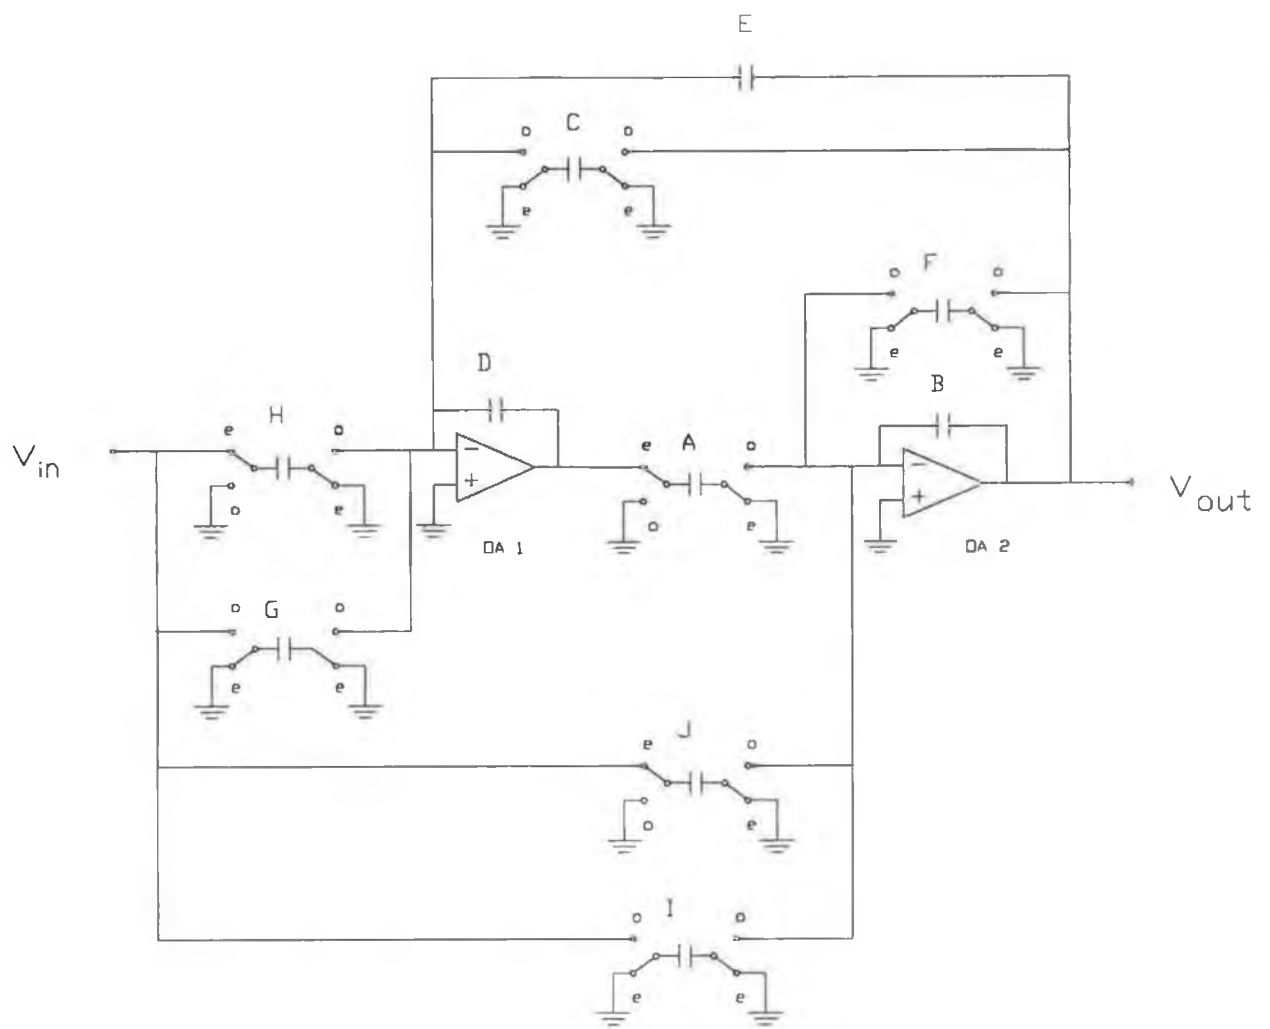 E
o C o
e e
o F o
e e
D
B
H
e o
V in
o e
e A o
o e
V out
OA 1
OA 2
o G o
e e
J
e o
o e
I
o o
e e